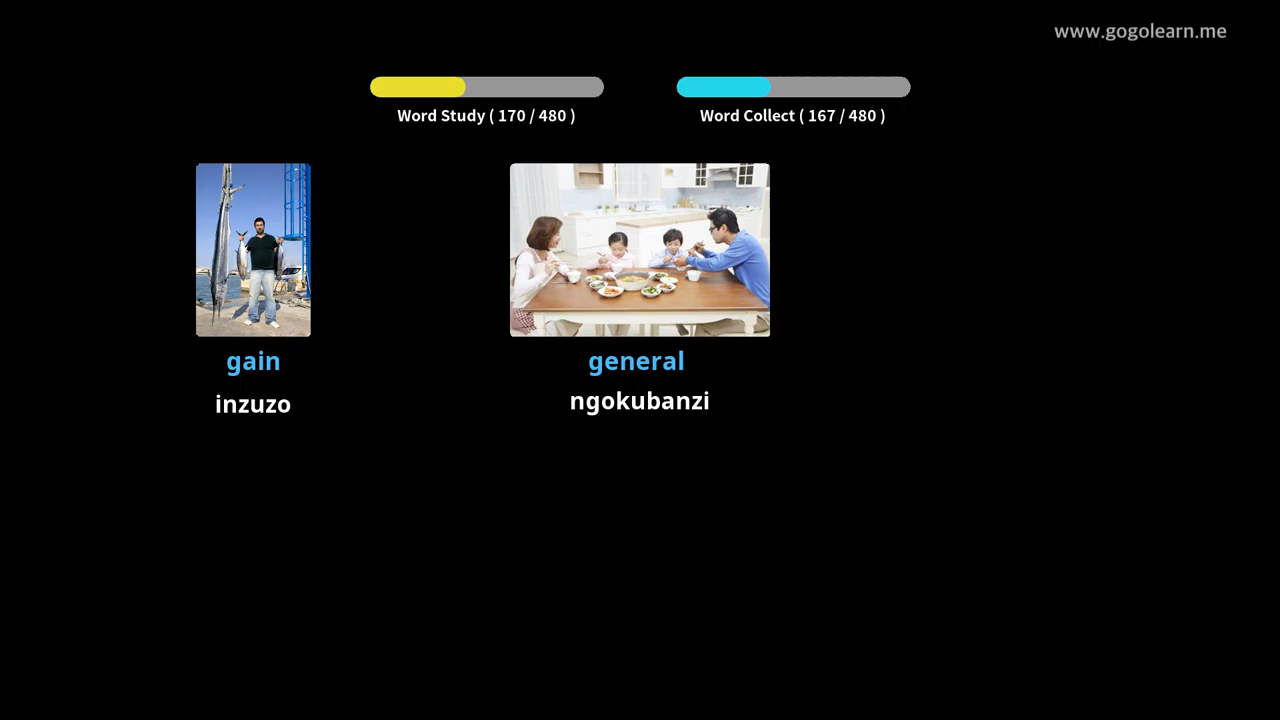 www.gogolearn.me
Word Study ( 170 / 480 )
Word Collect ( 167 / 480 )
gain
inzuzo
general
ngokubanzi